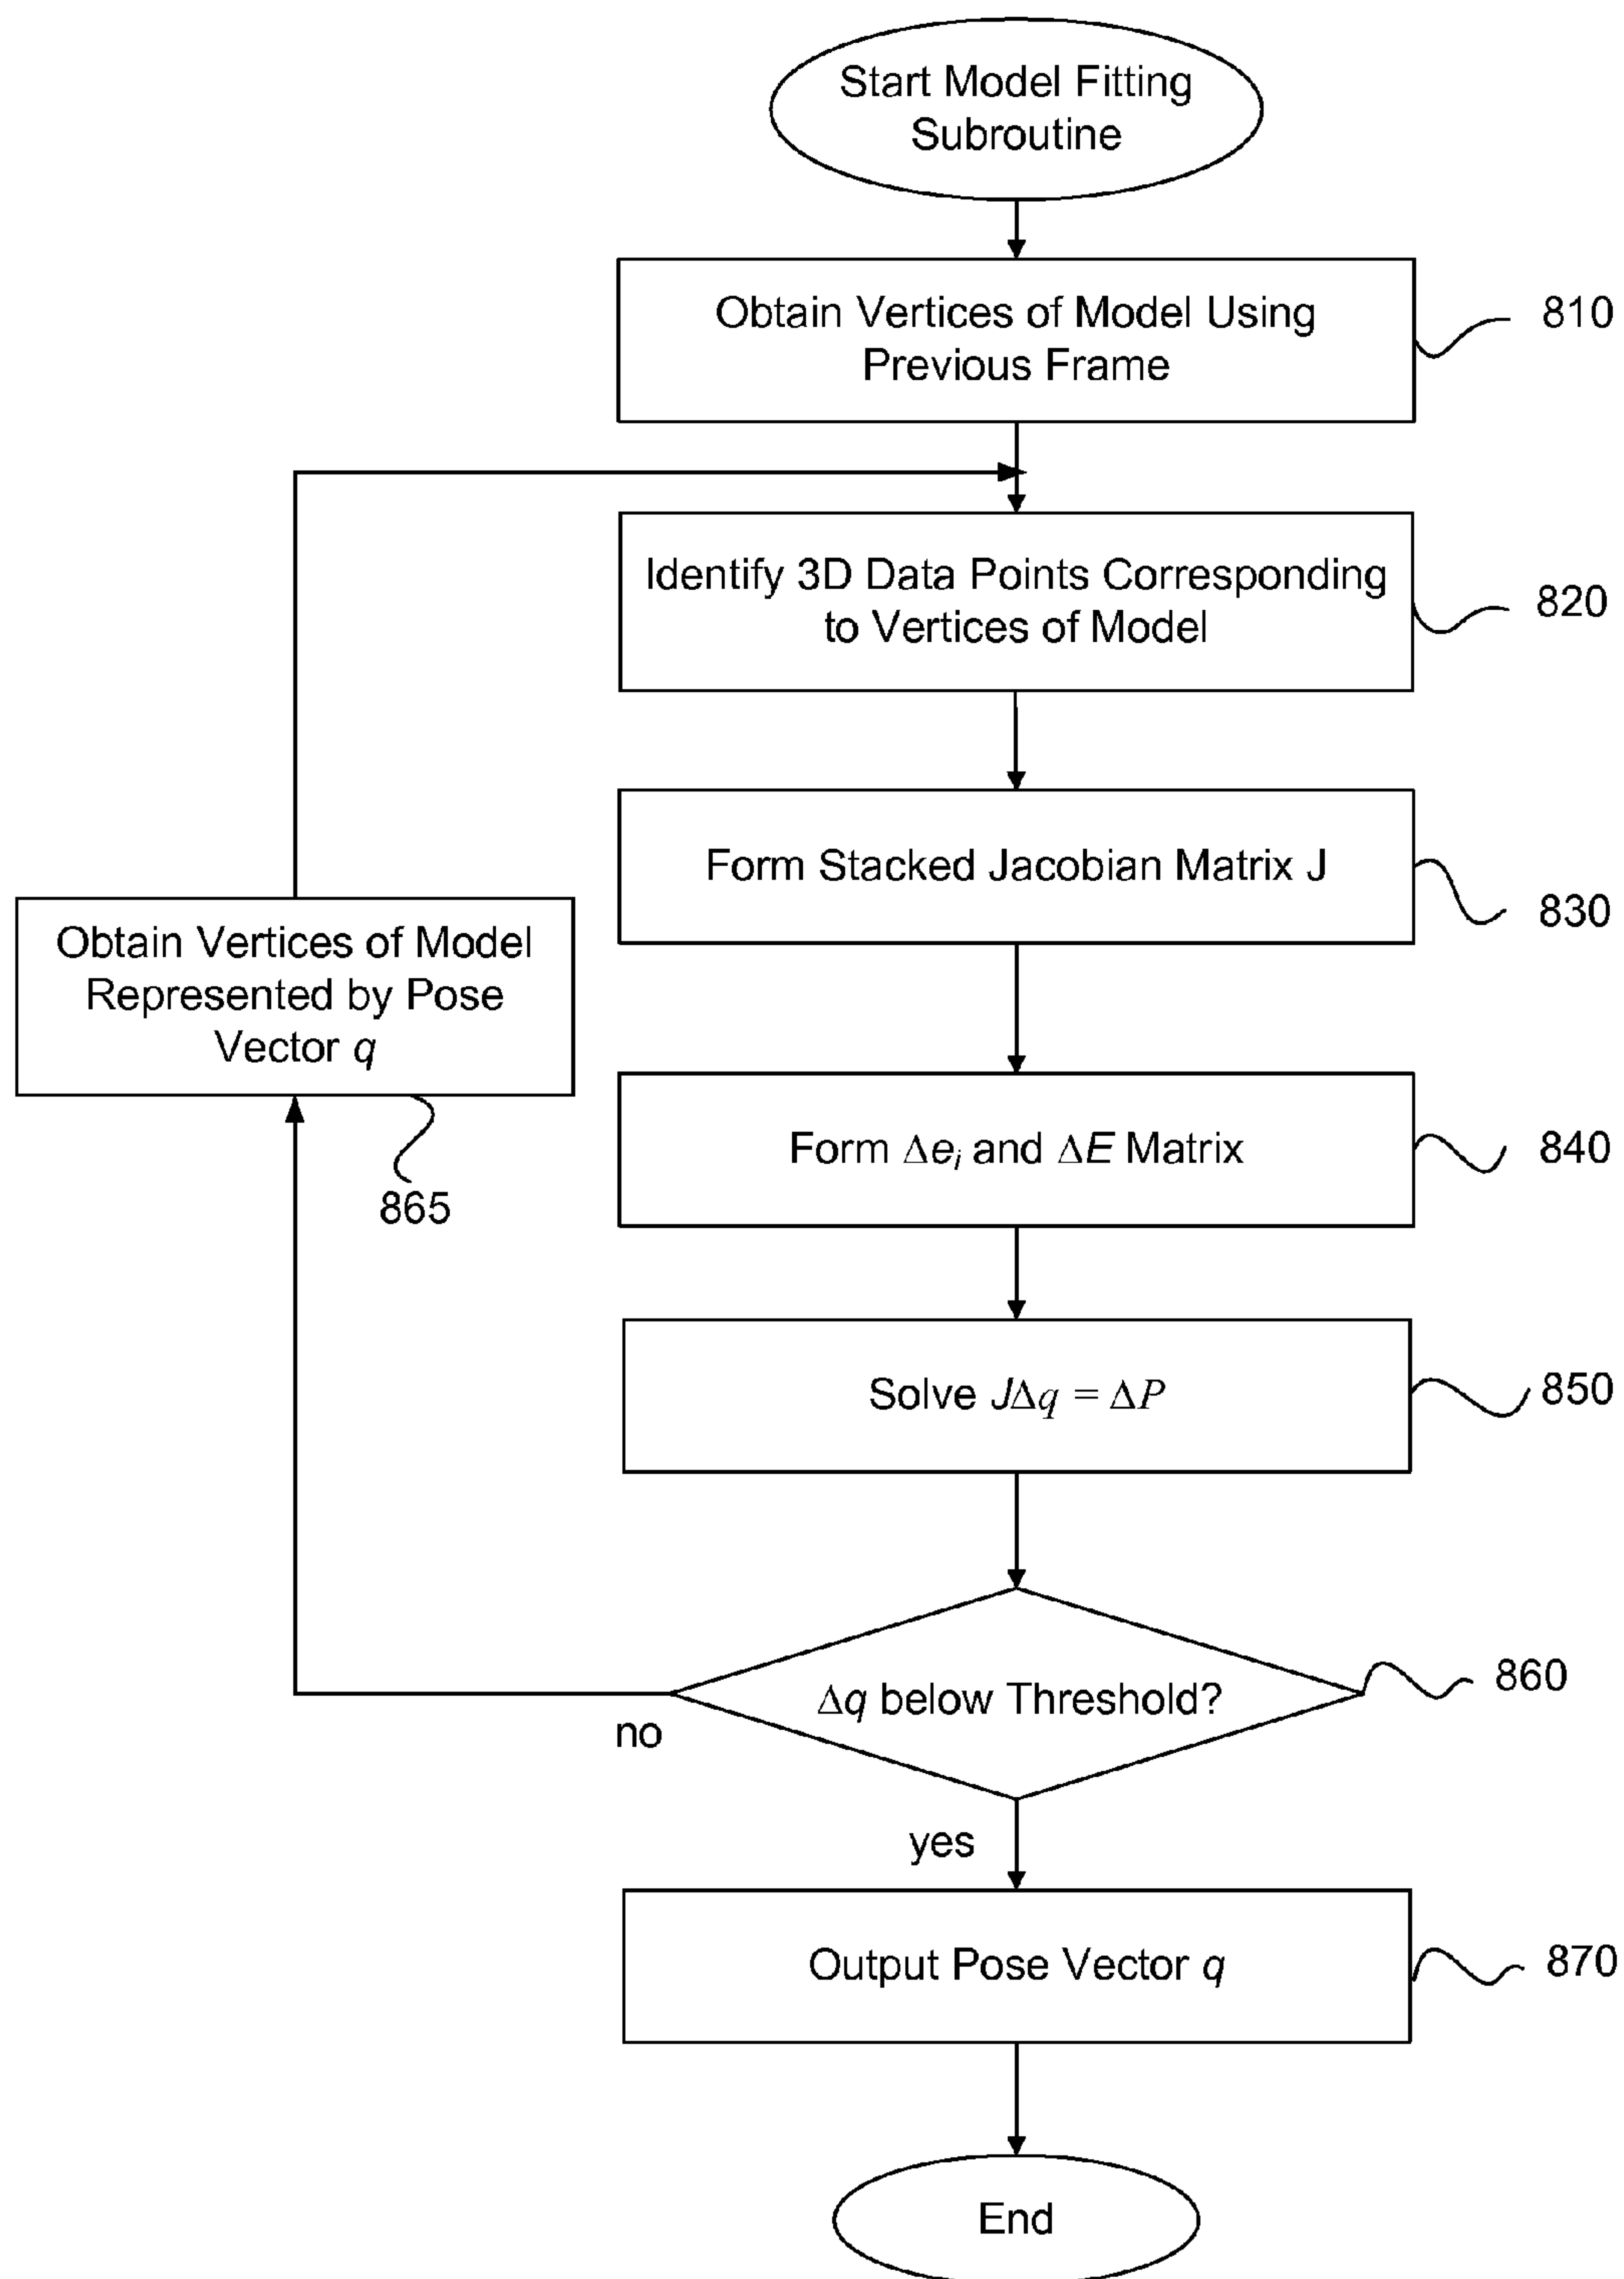 Start Model Fitting
Subroutine
Obtain Vertices of Model Using
Previous Frame
810
Identify 3D Data Points Corresponding
to Vertices of Model
820
Form Stacked Jacobian Matrix J
830
Obtain Vertices of Model
Represented by Pose
Vector q
865
Form Δeᵢ and ΔE Matrix
840
Solve JΔq = ΔP
850
Δq below Threshold?
860
no
yes
Output Pose Vector q
870
End